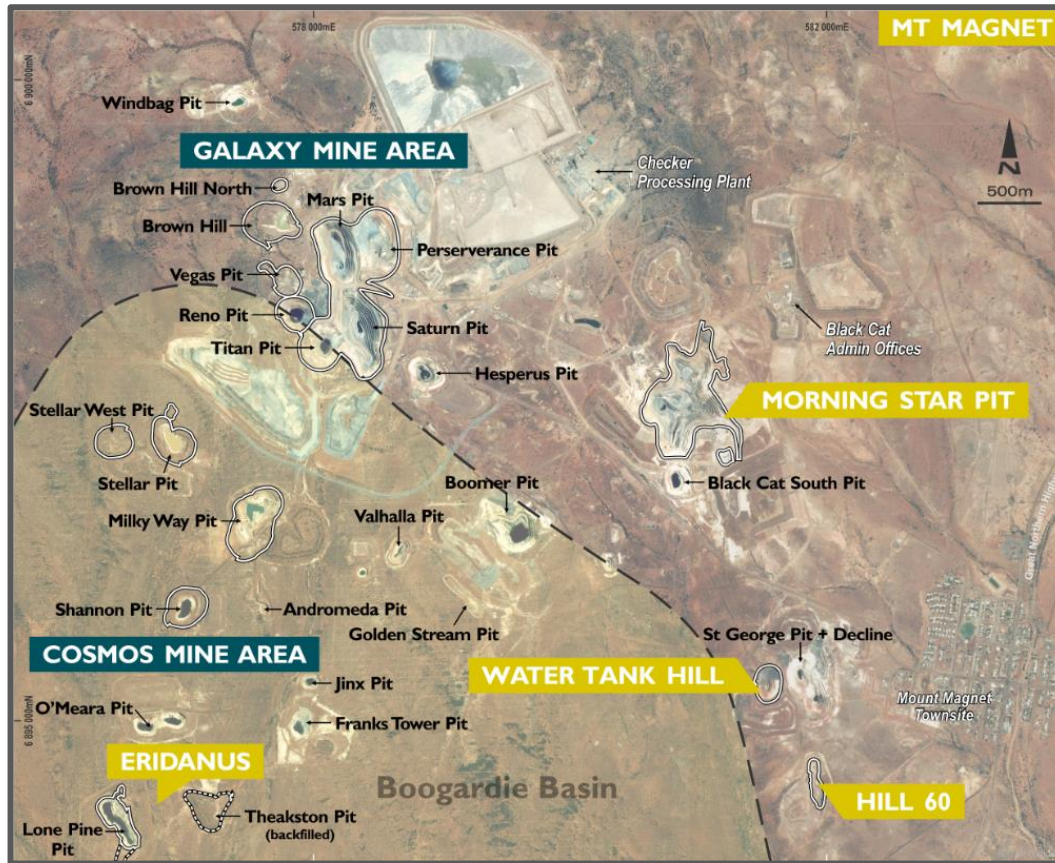 578 000mE
582 000mE
MT MAGNET
6 900 000mN
Windbag Pit
GALAXY MINE AREA
Checker
Processing Plant
N
500m
Brown Hill North
Mars Pit
Brown Hill
Perserverance Pit
Vegas Pit
Reno Pit
Saturn Pit
Titan Pit
Black Cat
Admin Offices
Hesperus Pit
MORNING STAR PIT
Stellar West Pit
Stellar Pit
Boomer Pit
Black Cat South Pit
Milky Way Pit
Valhalla Pit
Great Northern Hwy
Shannon Pit
Andromeda Pit
Golden Stream Pit
St George Pit + Decline
COSMOS MINE AREA
WATER TANK HILL
Jinx Pit
Mount Magnet
Townsite
O'Meara Pit
Franks Tower Pit
6 895 000mN
ERIDANUS
Boogardie Basin
HILL 60
Theakston Pit
(backfilled)
Lone Pine
Pit